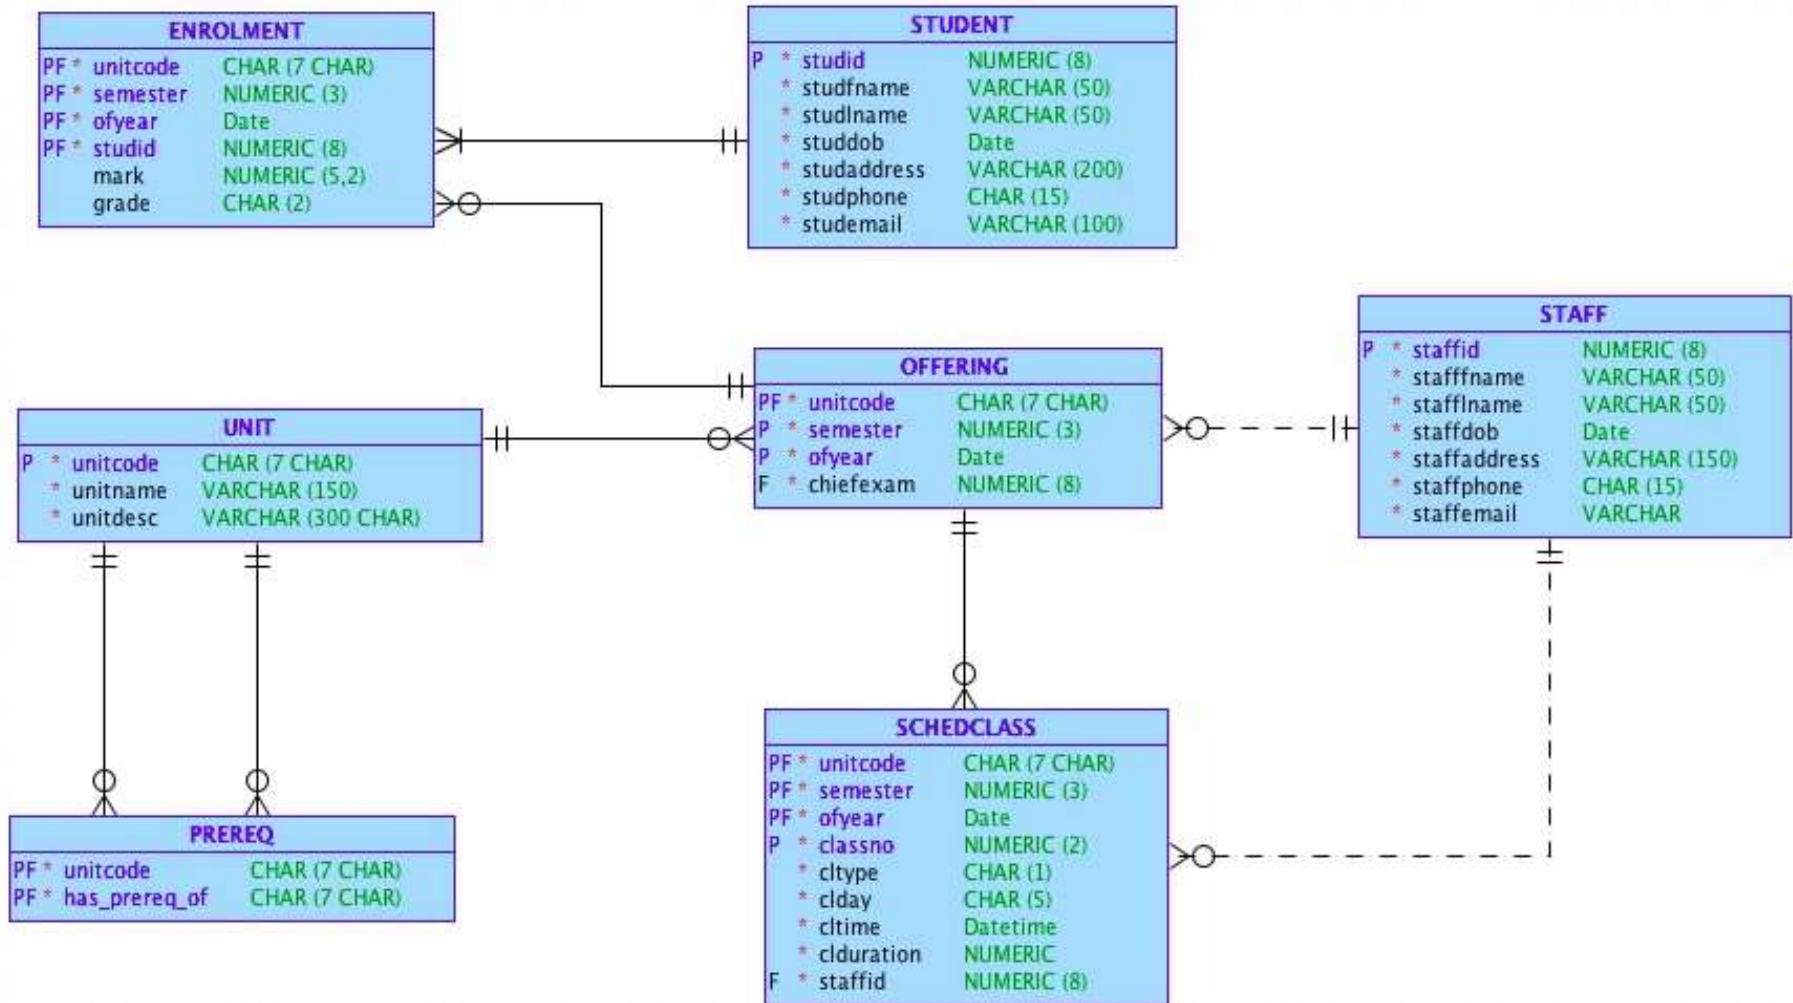 ENROLMENT
PF * unitcode CHAR (7 CHAR)
PF * semester NUMERIC (3)
PF * ofyear Date
PF * studid NUMERIC (8)
mark NUMERIC (5,2)
grade CHAR (2)
STUDENT
P * studid NUMERIC (8)
* studfname VARCHAR (50)
* studlname VARCHAR (50)
* studdob Date
* studaddress VARCHAR (200)
* studphone CHAR (15)
* studemail VARCHAR (100)
STAFF
P * staffid NUMERIC (8)
* stafffname VARCHAR (50)
* stafflname VARCHAR (50)
* staffdob Date
* staffaddress VARCHAR (150)
* staffphone CHAR (15)
* staffemail VARCHAR
OFFERING
PF * unitcode CHAR (7 CHAR)
P * semester NUMERIC (3)
P * ofyear Date
F * chiefexam NUMERIC (8)
UNIT
P * unitcode CHAR (7 CHAR)
* unitname VARCHAR (150)
* unitdesc VARCHAR (300 CHAR)
SCHEDCLASS
PF * unitcode CHAR (7 CHAR)
PF * semester NUMERIC (3)
PF * ofyear Date
P * classno NUMERIC (2)
* cltype CHAR (1)
* clday CHAR (5)
* cltime Datetime
* clduration NUMERIC
F * staffid NUMERIC (8)
PREREQ
PF * unitcode CHAR (7 CHAR)
PF * has_prereq_of CHAR (7 CHAR)